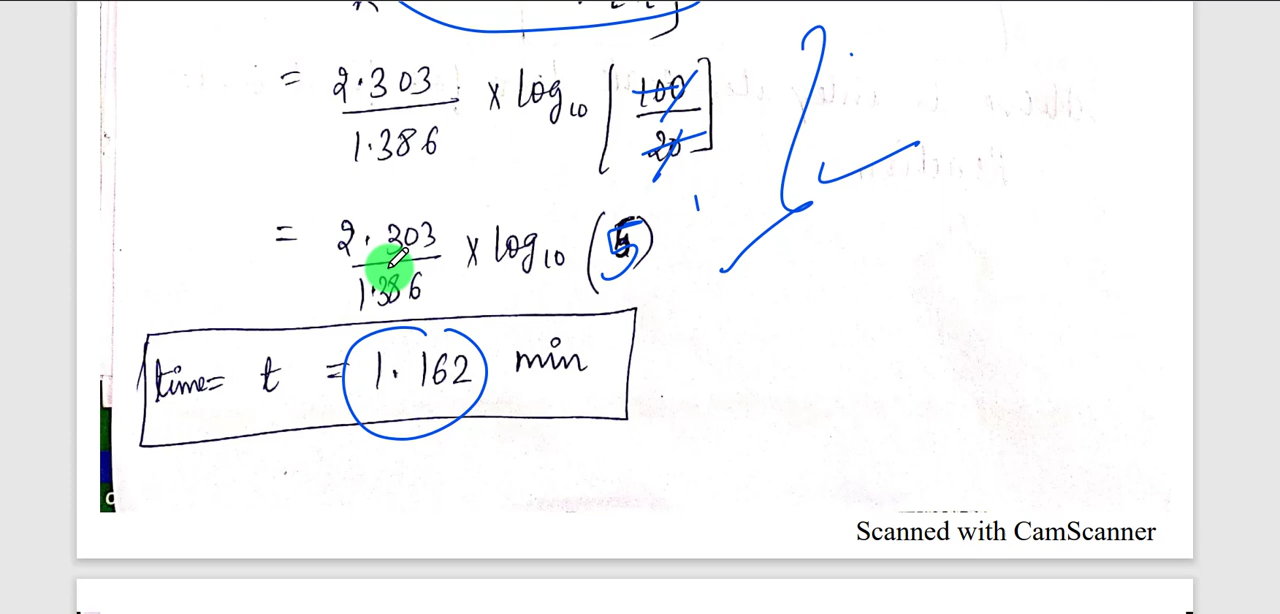 = 2.303 / 1.386 × log₁₀ [100 / 20]
= 2.303 / 1.386 × log₁₀ (5)
time = t = 1.162 min
Scanned with CamScanner